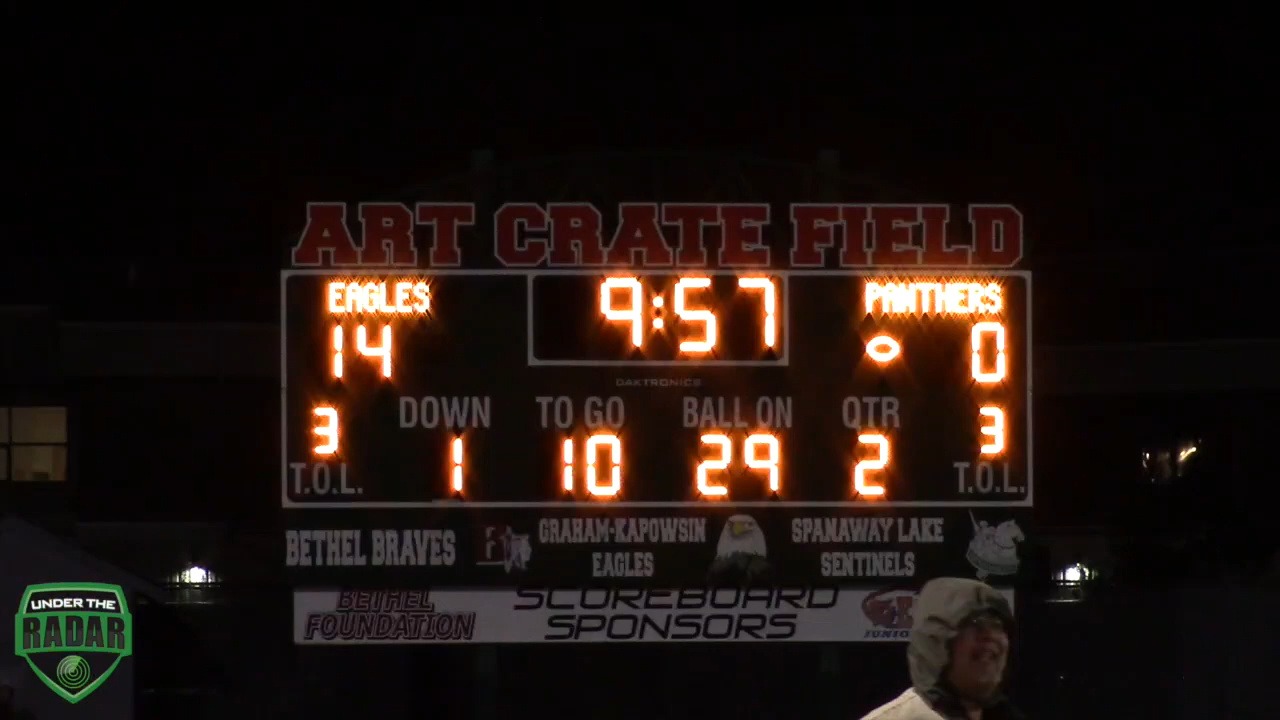 ART CRATE FIELD
EAGLES 9:57 PANTHERS
14 0
DAKTRONICS
DOWN TO GO BALL ON QTR
3 1 10 29 2 3
T.O.L. T.O.L.
BETHEL BRAVES
GRAHAM-KAPOWSIN
EAGLES
SPANAWAY LAKE
SENTINELS
BETHEL
FOUNDATION
SCOREBOARD
SPONSORS
JUNIO
UNDER THE
RADAR